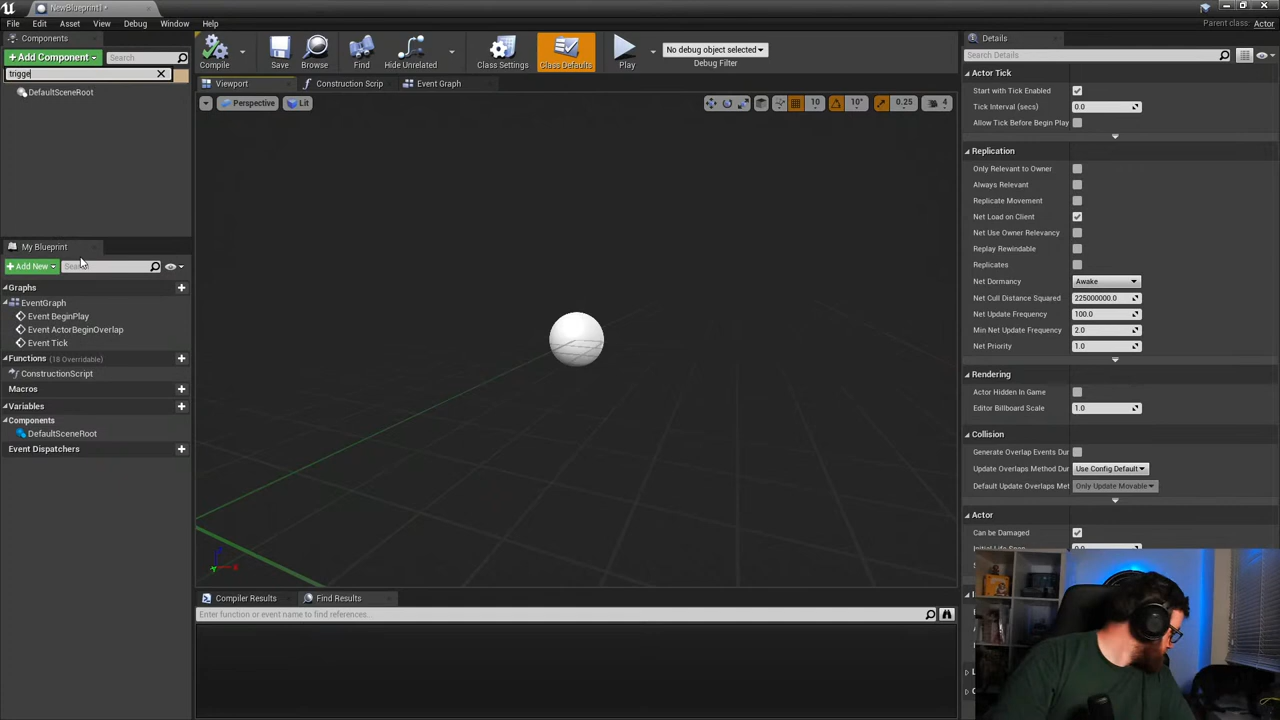 NewBlueprint1*
File Edit Asset View Debug Window Help
Parent class: Actor
Components
+Add Component
Search
trigge
DefaultSceneRoot
My Blueprint
+Add New
Graphs
EventGraph
Event BeginPlay
Event ActorBeginOverlap
Event Tick
Functions (18 Overridable)
ConstructionScript
Macros
Variables
Components
DefaultSceneRoot
Event Dispatchers
Compile
Save
Browse
Find
Hide Unrelated
Class Settings
Class Defaults
Play
No debug object selected
Debug Filter
Viewport
Construction Scrip
Event Graph
Perspective
Lit
10
10°
0.25
4
Compiler Results
Find Results
Enter function or event name to find references...
Details
Search Details
Actor Tick
Start with Tick Enabled
Tick Interval (secs) 0.0
Allow Tick Before Begin Play
Replication
Only Relevant to Owner
Always Relevant
Replicate Movement
Net Load on Client
Net Use Owner Relevancy
Replay Rewindable
Replicates
Net Dormancy Awake
Net Cull Distance Squared 225000000.0
Net Update Frequency 100.0
Min Net Update Frequency 2.0
Net Priority 1.0
Rendering
Actor Hidden In Game
Editor Billboard Scale 1.0
Collision
Generate Overlap Events Dur
Update Overlaps Method Dur Use Config Default
Default Update Overlaps Met Only Update Movable
Actor
Can be Damaged